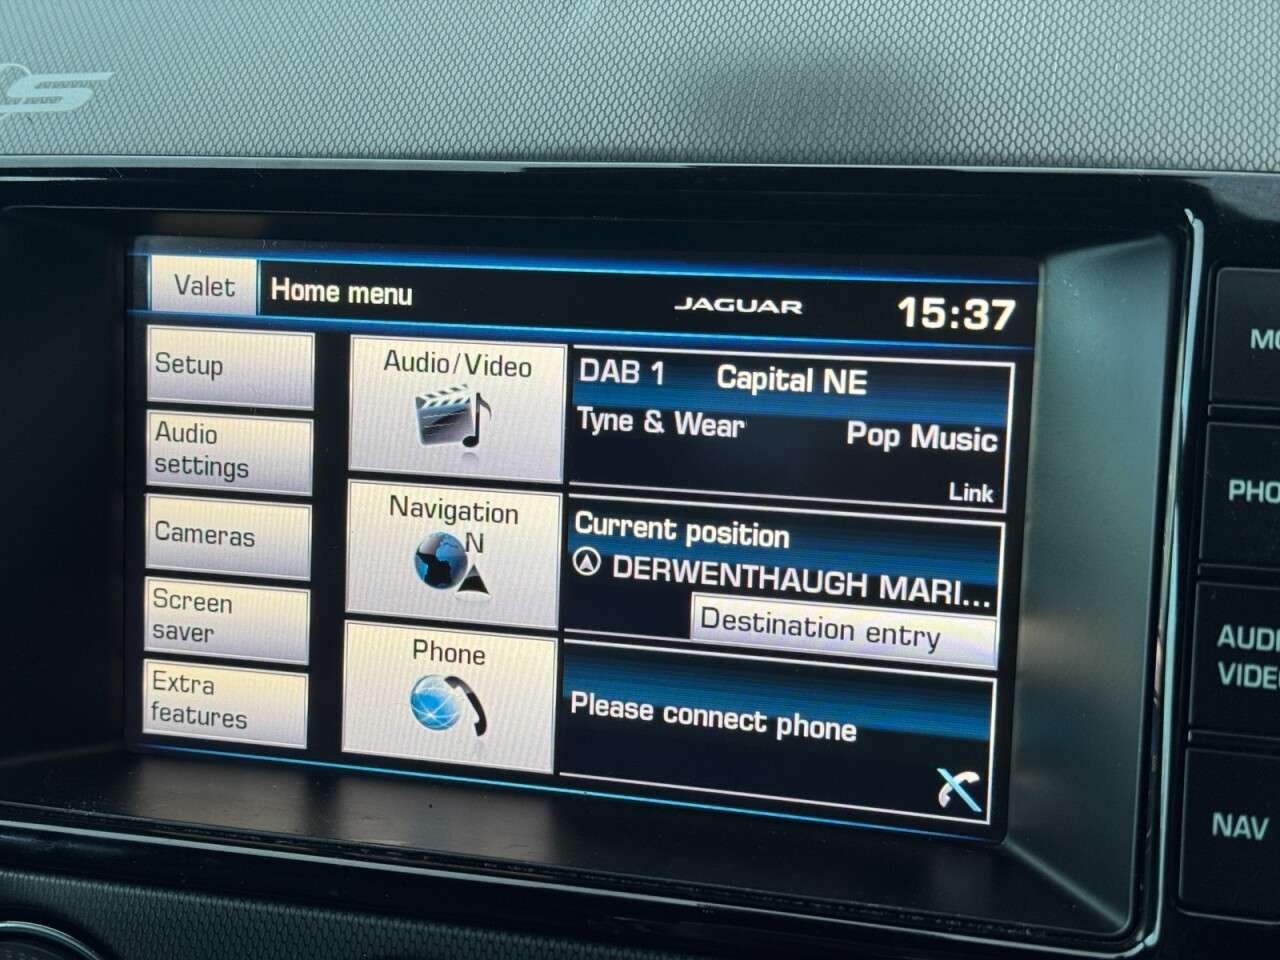 S
Valet
Home menu
JAGUAR
15:37
Setup
Audio
settings
Cameras
Screen
saver
Extra
features
Audio/Video
Navigation
N
Phone
DAB 1 Capital NE
Tyne & Wear
Pop Music
Link
Current position
DERWENTHAUGH MARI...
Destination entry
Please connect phone
PHO
AUDI
VIDE
NAV